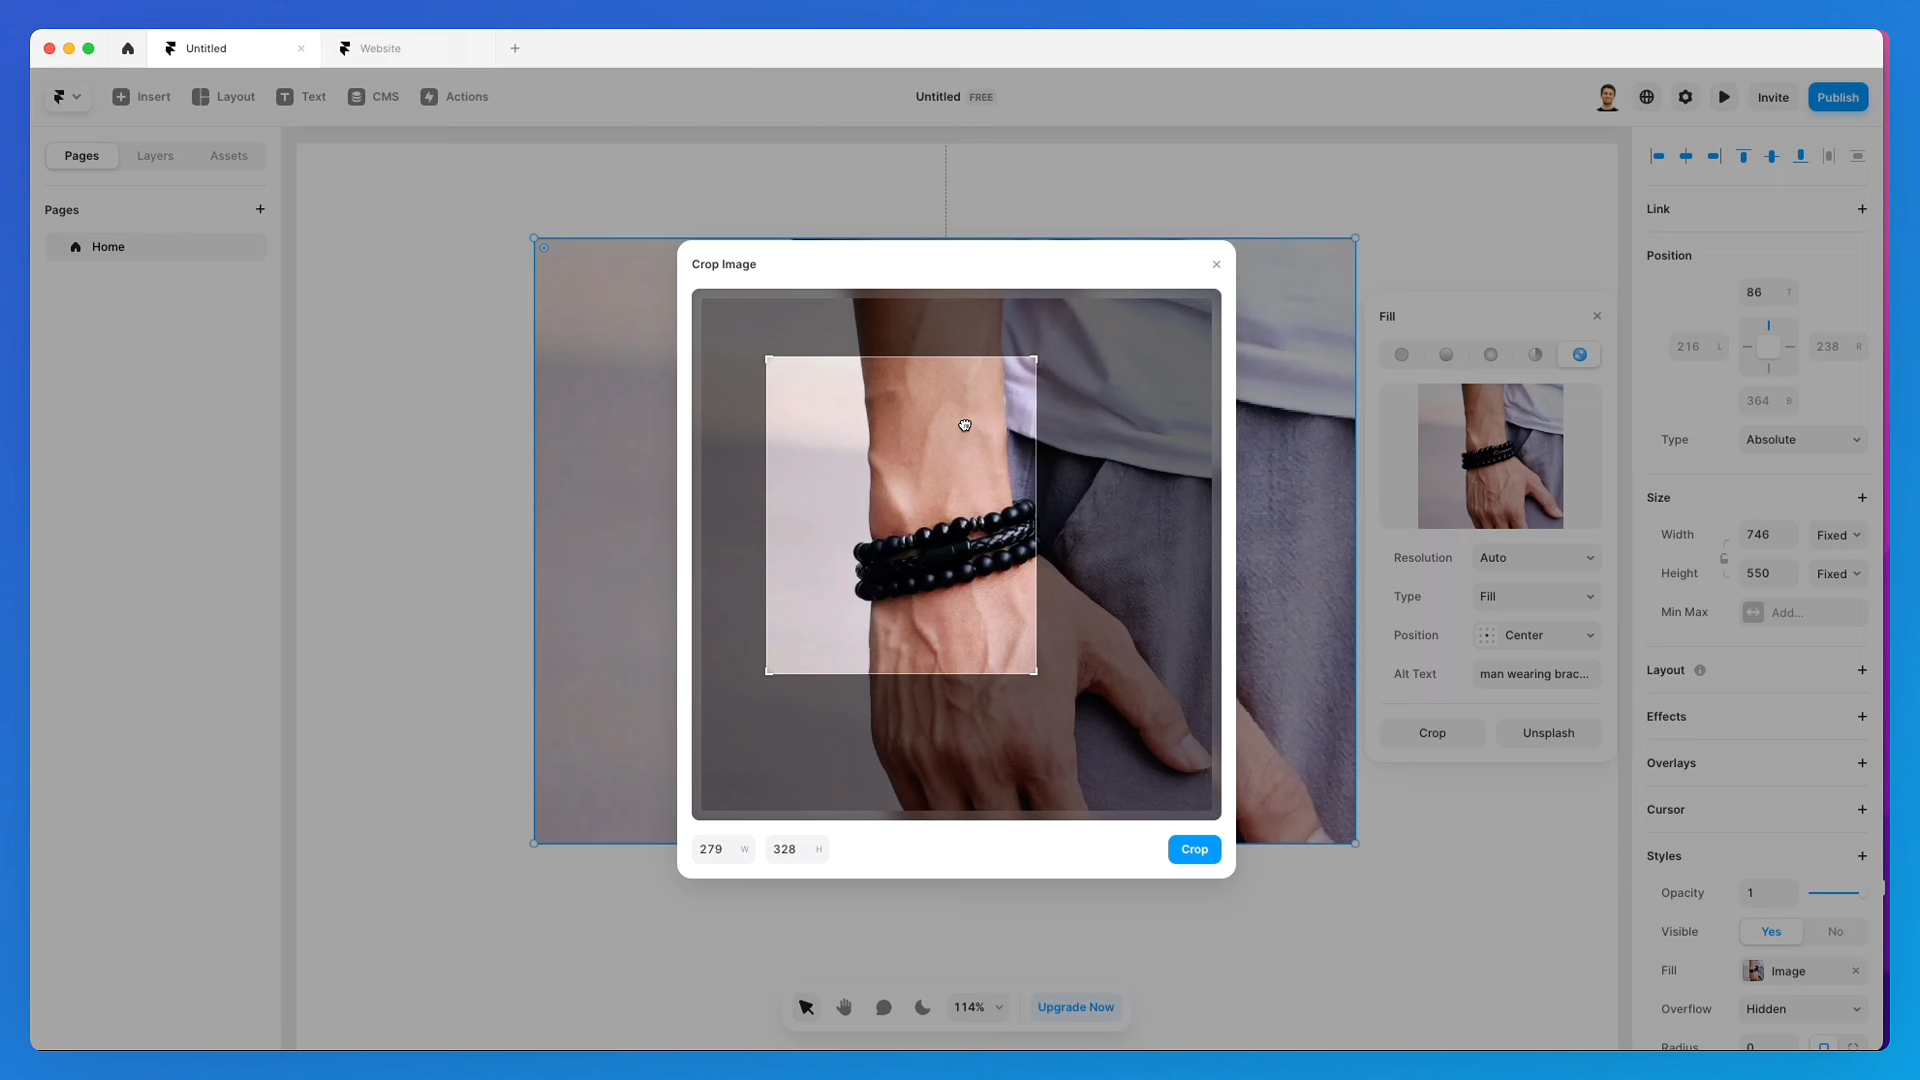 Untitled
Website
Insert
Layout
Text
CMS
Actions
Untitled FREE
Invite
Publish
Pages
Layers
Assets
Pages
Home
Crop Image
279 W
328 H
Crop
Fill
Resolution Auto
Type Fill
Position Center
Alt Text man wearing brac...
Crop
Unsplash
Link
Position
86 T
216 L
238 R
364 B
Type Absolute
Size
Width 746 Fixed
Height 550 Fixed
Min Max Add...
Layout
Effects
Overlays
Cursor
Styles
Opacity 1
Visible Yes No
Fill Image
Overflow Hidden
Radius 0
114%
Upgrade Now